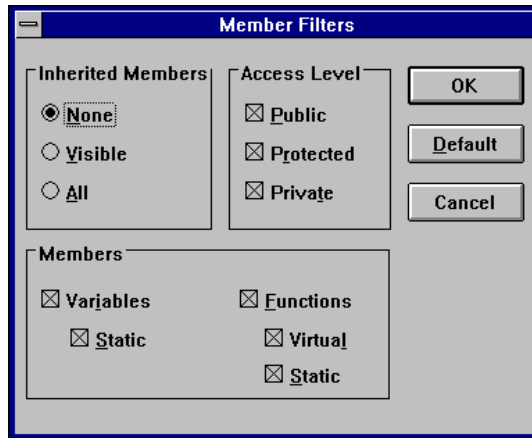 Member Filters
Inherited Members
None
Visible
All
Access Level
Public
Protected
Private
OK
Default
Cancel
Members
Variables
Static
Functions
Virtual
Static